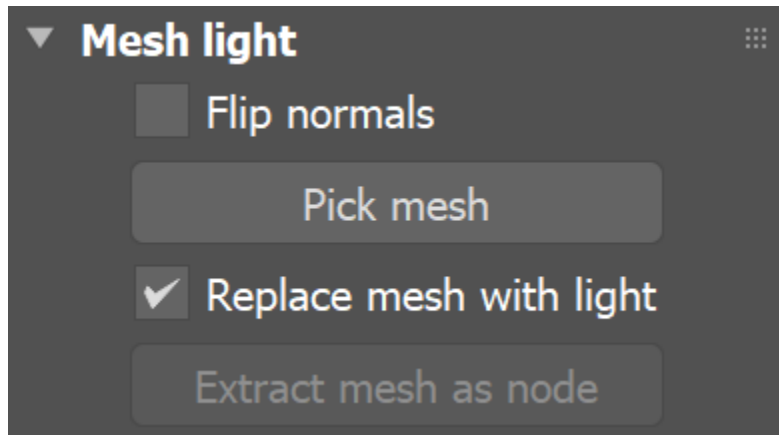 Mesh light
Flip normals
Pick mesh
Replace mesh with light
Extract mesh as node